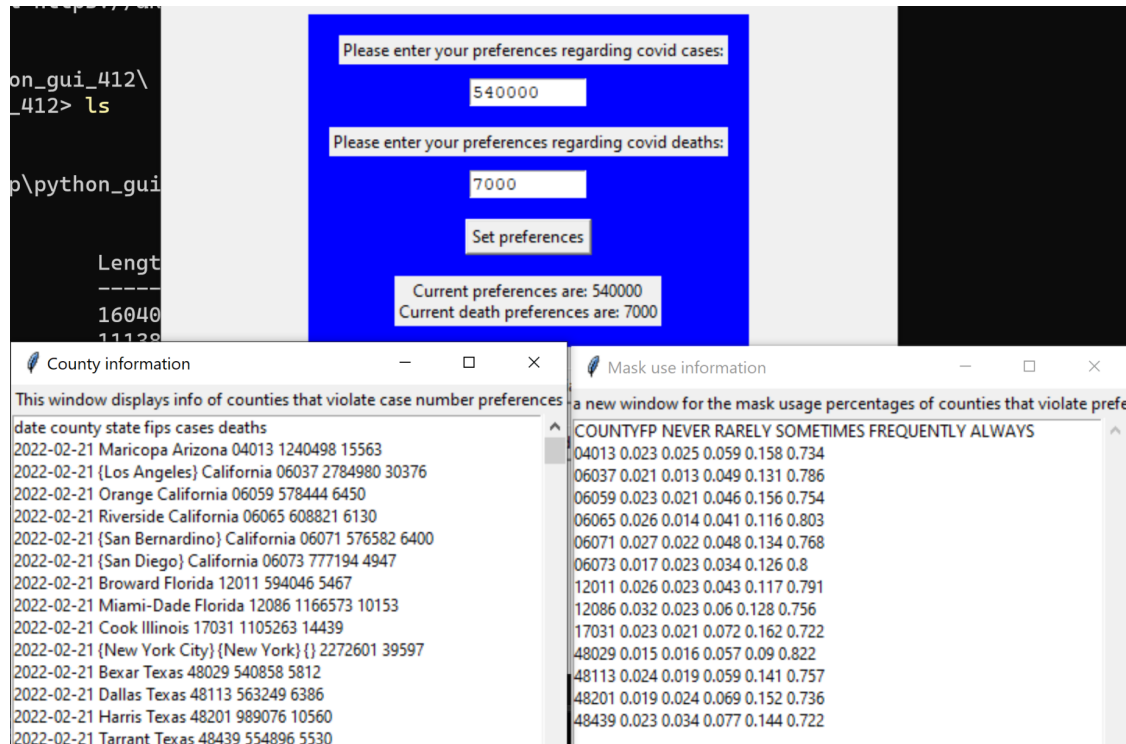 on_gui_412\
_412> ls
p\python_gui
Lengt
-----
16040
11138
Please enter your preferences regarding covid cases:
540000
Please enter your preferences regarding covid deaths:
7000
Set preferences
Current preferences are: 540000
Current death preferences are: 7000
County information
This window displays info of counties that violate case number preferences
date county state fips cases deaths
2022-02-21 Maricopa Arizona 04013 1240498 15563
2022-02-21 {Los Angeles} California 06037 2784980 30376
2022-02-21 Orange California 06059 578444 6450
2022-02-21 Riverside California 06065 608821 6130
2022-02-21 {San Bernardino} California 06071 576582 6400
2022-02-21 {San Diego} California 06073 777194 4947
2022-02-21 Broward Florida 12011 594046 5467
2022-02-21 Miami-Dade Florida 12086 1166573 10153
2022-02-21 Cook Illinois 17031 1105263 14439
2022-02-21 {New York City} {New York} {} 2272601 39597
2022-02-21 Bexar Texas 48029 540858 5812
2022-02-21 Dallas Texas 48113 563249 6386
2022-02-21 Harris Texas 48201 989076 10560
2022-02-21 Tarrant Texas 48439 554896 5530
Mask use information
a new window for the mask usage percentages of counties that violate prefe
COUNTYFP NEVER RARELY SOMETIMES FREQUENTLY ALWAYS
04013 0.023 0.025 0.059 0.158 0.734
06037 0.021 0.013 0.049 0.131 0.786
06059 0.023 0.021 0.046 0.156 0.754
06065 0.026 0.014 0.041 0.116 0.803
06071 0.027 0.022 0.048 0.134 0.768
06073 0.017 0.023 0.034 0.126 0.8
12011 0.026 0.023 0.043 0.117 0.791
12086 0.032 0.023 0.06 0.128 0.756
17031 0.023 0.021 0.072 0.162 0.722
48029 0.015 0.016 0.057 0.09 0.822
48113 0.024 0.019 0.059 0.141 0.757
48201 0.019 0.024 0.069 0.152 0.736
48439 0.023 0.034 0.077 0.144 0.722